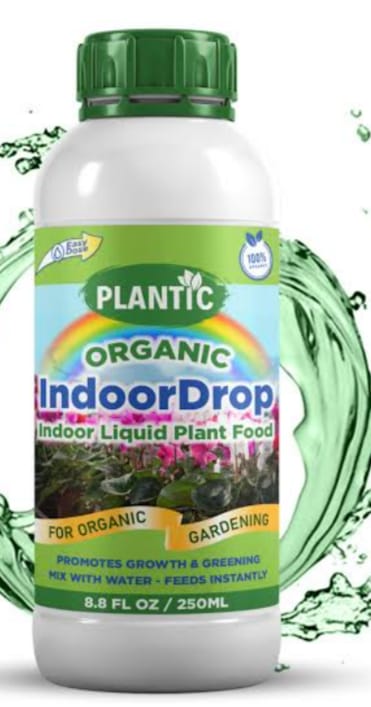 Easy
Dose
100%
ORGANIC
PLANTIC
ORGANIC
IndoorDrop
Indoor Liquid Plant Food
FOR ORGANIC GARDENING
PROMOTES GROWTH & GREENING
MIX WITH WATER - FEEDS INSTANTLY
8.8 FL OZ / 250ML